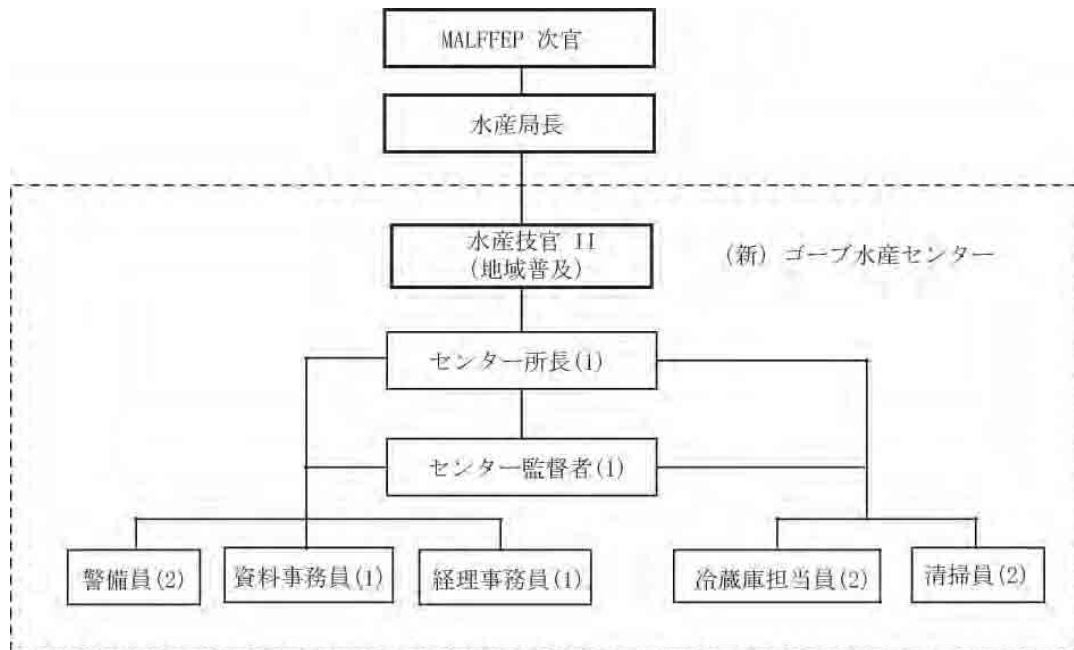 MALFFEP 次官
水産局長
水産技官 II
(地域普及)
(新) ゴーブ水産センター
センター所長(1)
センター監督者(1)
警備員(2)
資料事務員(1)
経理事務員(1)
冷蔵庫担当員(2)
清掃員(2)